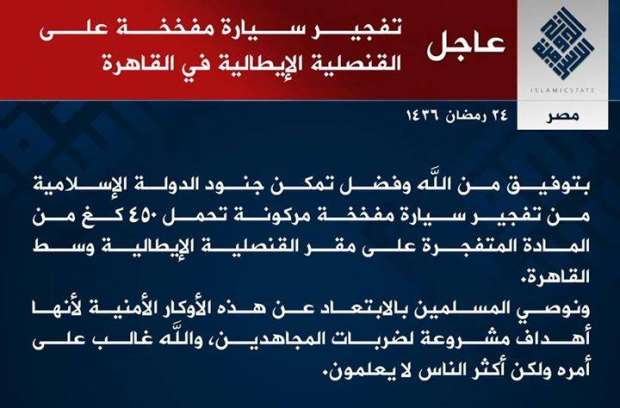 عاجل
تفجير سيارة مفخخة على
القنصلية الإيطالية في القاهرة
ISLAMICSTATE
مصر
٢٤ رمضان ١٤٣٦
بتوفيق من الله وفضل تمكن جنود الدولة الإسلامية
من تفجير سيارة مفخخة مركونة تحمل ٤٥٠ كغ من
المادة المتفجرة على مقر القنصلية الإيطالية وسط
القاهرة.
ونوصي المسلمين بالابتعاد عن هذه الأوكار الأمنية لأنها
أهداف مشروعة لضربات المجاهدين، والله غالب على
أمره ولكن أكثر الناس لا يعلمون.